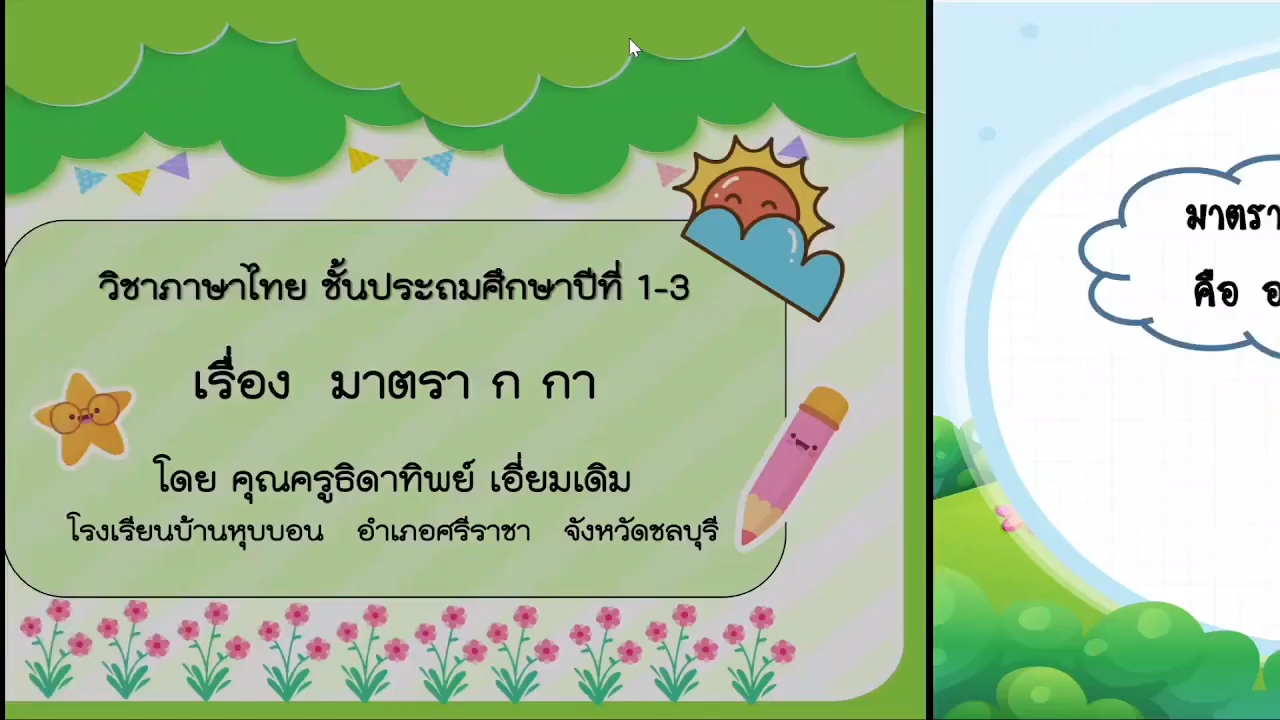 วิชาภาษาไทย ชั้นประถมศึกษาปีที่ 1-3
เรื่อง มาตรา ก กา
โดย คุณครูธิดาทิพย์ เอี่ยมเดิม
โรงเรียนบ้านหุบบอน อำเภอศรีราชา จังหวัดชลบุรี
มาตรา
คือ